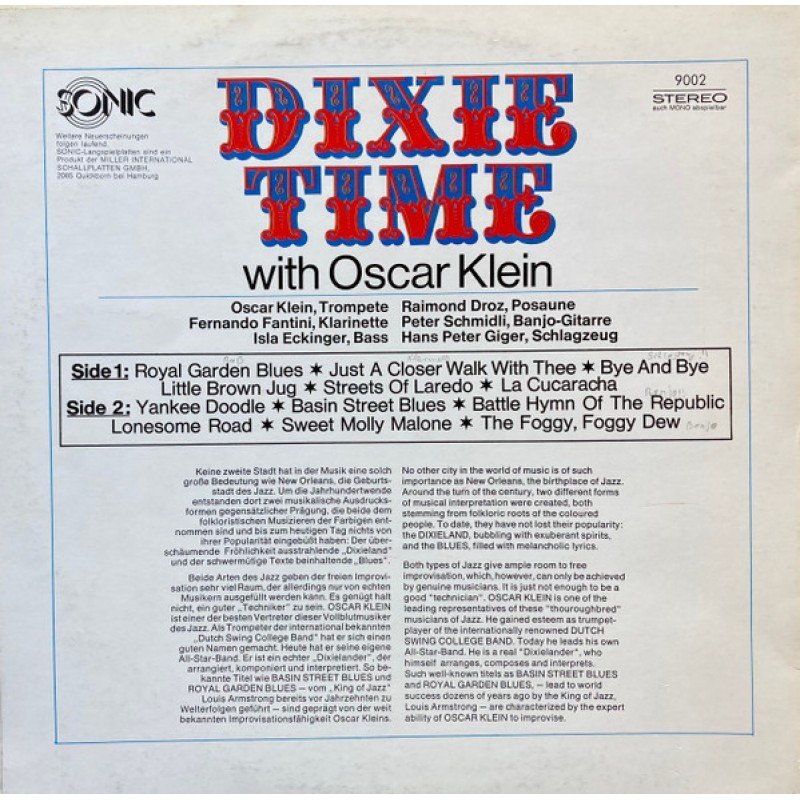 SONIC
Weitere Neuerscheinungen
folgen laufend.
SONIC-Langspielplatten sind ein
Produkt der MILLER INTERNATIONAL
SCHALLPLATTEN GMBH,
2085 Quickborn bei Hamburg
DIXIE
TIME
with Oscar Klein
9002
STEREO
auch MONO abspielbar
Oscar Klein, Trompete Raimond Droz, Posaune
Fernando Fantini, Klarinette Peter Schmidli, Banjo-Gitarre
Isla Eckinger, Bass Hans Peter Giger, Schlagzeug
Side 1: Royal Garden Blues ✶ Just A Closer Walk With Thee ✶ Bye And Bye
Little Brown Jug ✶ Streets Of Laredo ✶ La Cucaracha
Side 2: Yankee Doodle ✶ Basin Street Blues ✶ Battle Hymn Of The Republic
Lonesome Road ✶ Sweet Molly Malone ✶ The Foggy, Foggy Dew
Banjo
Keine zweite Stadt hat in der Musik eine solch
große Bedeutung wie New Orleans, die Geburts-
stadt des Jazz. Um die Jahrhundertwende
entstanden dort zwei musikalische Ausdrucks-
formen gegensätzlicher Prägung, die beide dem
folkloristischen Musizieren der Farbigen ent-
nommen sind und bis zum heutigen Tag nichts von
ihrer Popularität eingebüßt haben: Der über-
schäumende Fröhlichkeit ausstrahlende „Dixieland"
und der schwermütige Texte beinhaltende „Blues".
Beide Arten des Jazz geben der freien Improvi-
sation sehr viel Raum, der allerdings nur von echten
Musikern ausgefüllt werden kann. Es genügt halt
nicht, ein guter „Techniker" zu sein. OSCAR KLEIN
ist einer der besten Vertreter dieser Vollblutmusiker
des Jazz. Als Trompeter der international bekannten
„Dutch Swing College Band" hat er sich einen
guten Namen gemacht. Heute hat er seine eigene
All-Star-Band. Er ist ein echter „Dixielander", der
arrangiert, komponiert und interpretiert. So be-
kannte Titel wie BASIN STREET BLUES und
ROYAL GARDEN BLUES – vom „King of Jazz"
Louis Armstrong bereits vor Jahrzehnten zu
Welterfolgen geführt – sind geprägt von der weit
bekannten Improvisationsfähigkeit Oscar Kleins.
No other city in the world of music is of such
importance as New Orleans, the birthplace of Jazz.
Around the turn of the century, two different forms
of musical interpretation were created, both
stemming from folkloric roots of the coloured
people. To date, they have not lost their popularity:
the DIXIELAND, bubbling with exuberant spirits,
and the BLUES, filled with melancholic lyrics.
Both types of Jazz give ample room to free
improvisation, which, however, can only be achieved
by genuine musicians. It is just not enough to be a
good "technician". OSCAR KLEIN is one of the
leading representatives of these "thouroughbred"
musicians of Jazz. He gained esteem as trumpet-
player of the internationally renowned DUTCH
SWING COLLEGE BAND. Today he leads his own
All-Star-Band. He is a real "Dixielander", who
himself arranges, composes and interprets.
Such well-known titels as BASIN STREET BLUES
and ROYAL GARDEN BLUES, – lead to world
success dozens of years ago by the King of Jazz,
Louis Armstrong – are characterized by the expert
ability of OSCAR KLEIN to improvise.